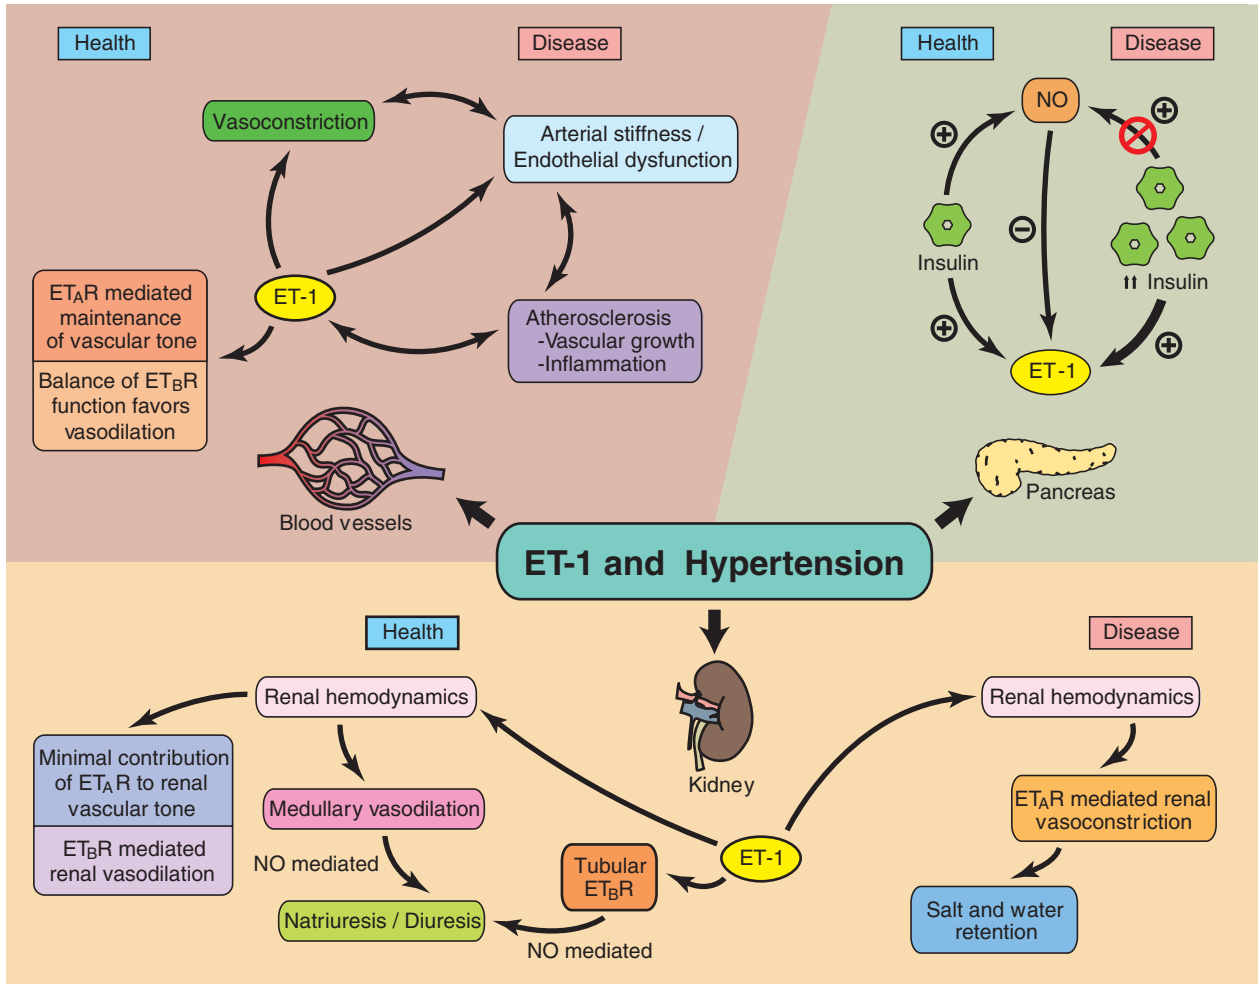 Health
Disease
Vasoconstriction
Arterial stiffness /
Endothelial dysfunction
ET-1
ETAR mediated
maintenance
of vascular tone
Balance of ETBR
function favors
vasodilation
Atherosclerosis
-Vascular growth
-Inflammation
Blood vessels
Health
Disease
NO
+
+
Insulin
−
↑↑ Insulin
+
+
ET-1
Pancreas
ET-1 and Hypertension
Health
Disease
Kidney
Renal hemodynamics
Minimal contribution
of ETAR to renal
vascular tone
ETBR mediated
renal vasodilation
Medullary vasodilation
NO mediated
Natriuresis / Diuresis
Tubular
ETBR
NO mediated
ET-1
Renal hemodynamics
ETAR mediated renal
vasoconstriction
Salt and water
retention